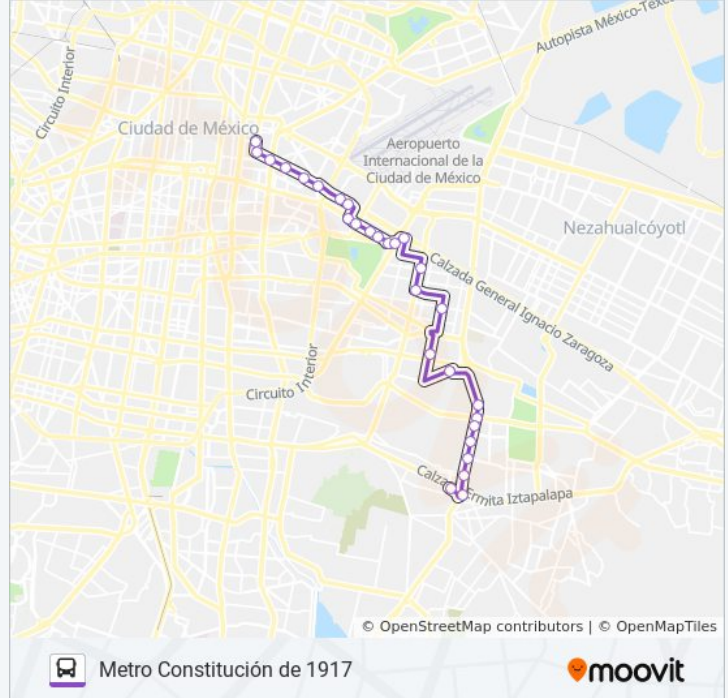 Autopista México-Texc
Circuito Interior
Ciudad de México
Aeropuerto
Internacional de la
Ciudad de México
Nezahualcóyotl
Calzada General Ignacio Zaragoza
Circuito Interior
Calzada Ermita Iztapalapa
© OpenStreetMap contributors | © OpenMapTiles
Metro Constitución de 1917
moovit